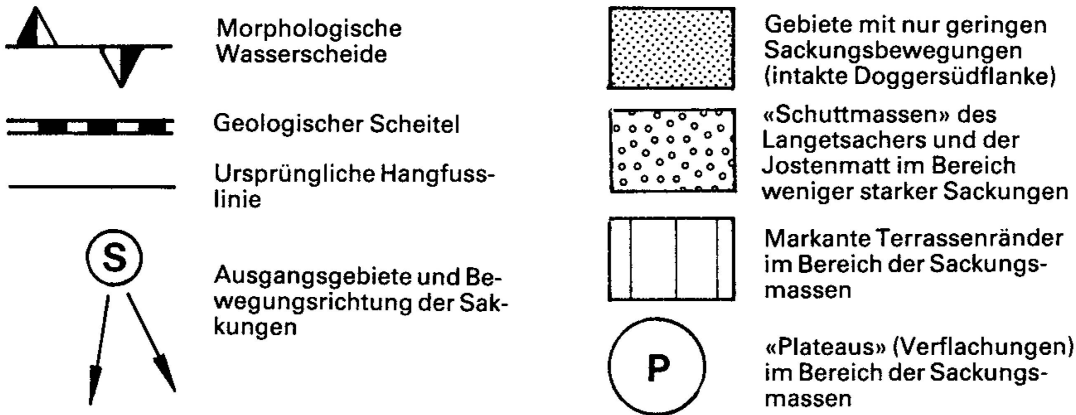 Morphologische
Wasserscheide
Geologischer Scheitel
Ursprüngliche Hangfuss-
linie
S
Ausgangsgebiete und Be-
wegungsrichtung der Sak-
kungen
Gebiete mit nur geringen
Sackungsbewegungen
(intakte Doggersüdflanke)
«Schuttmassen» des
Langetsachers und der
Jostenmatt im Bereich
weniger starker Sackungen
Markante Terrassenränder
im Bereich der Sackungs-
massen
P
«Plateaus» (Verflachungen)
im Bereich der Sackungs-
massen